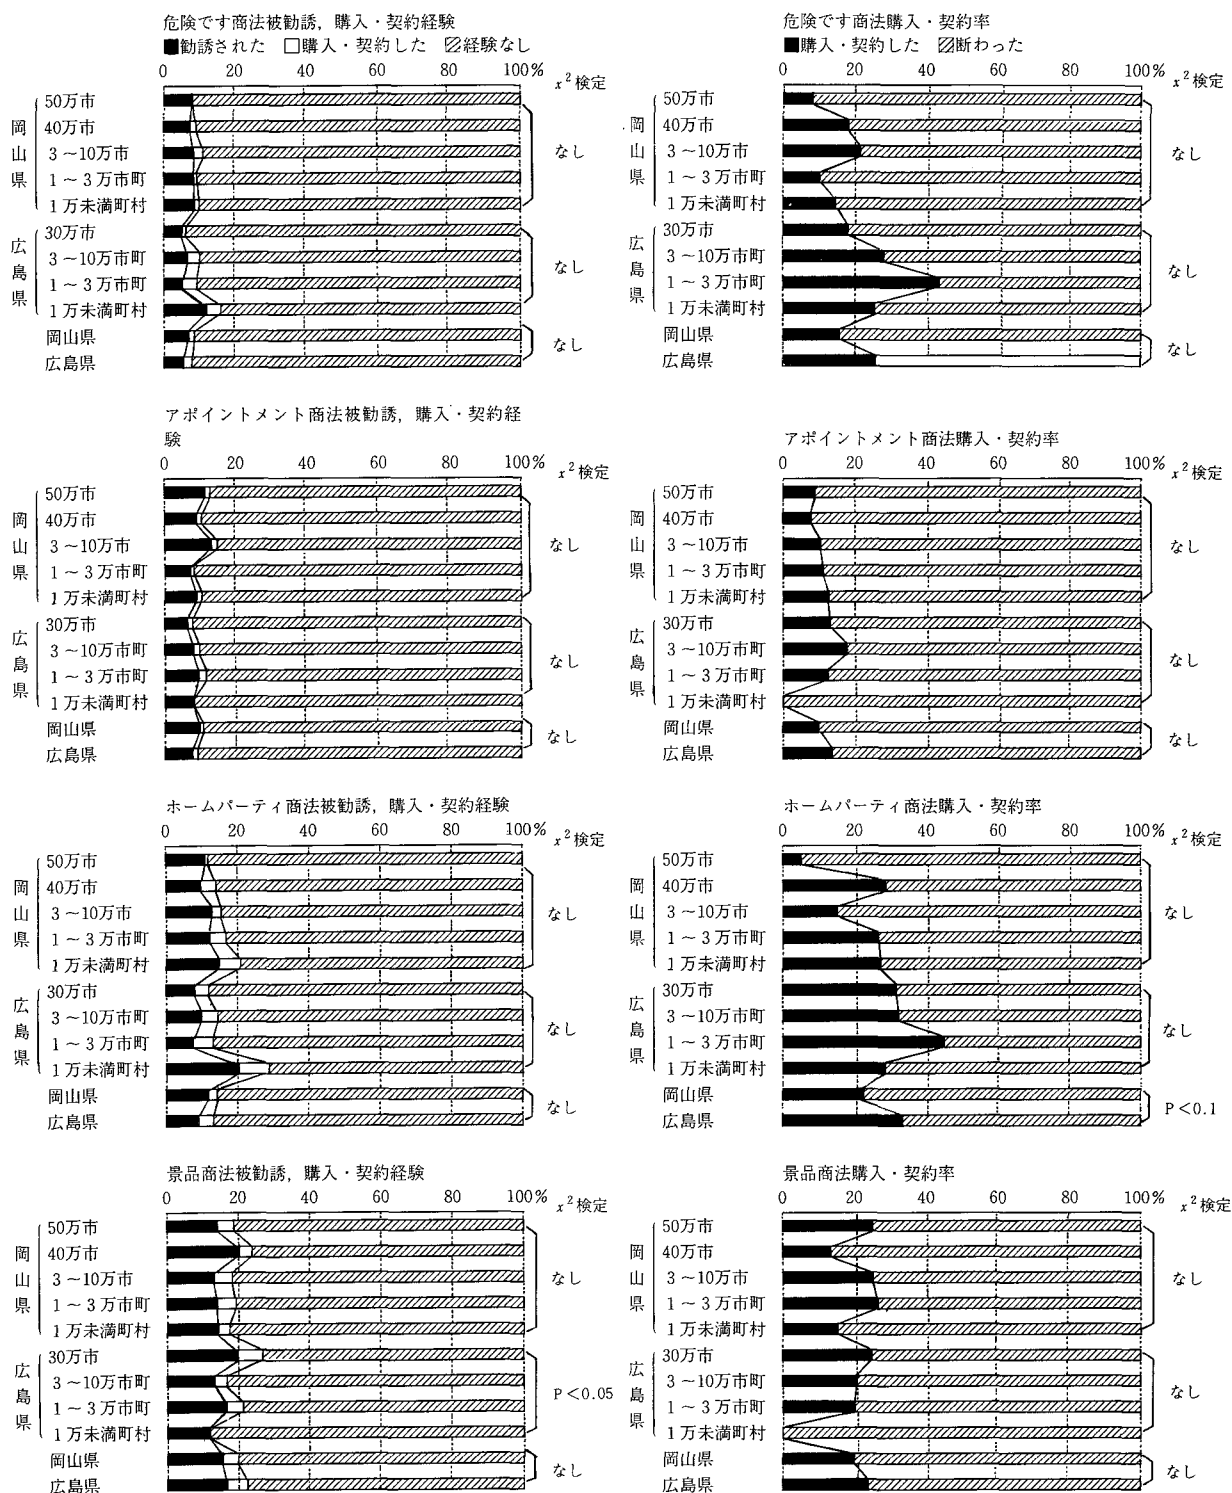 危険です商法被勧誘，購入・契約経験
■勧誘された □購入・契約した ▨経験なし
0 20 40 60 80 100% x²検定
岡山県
50万市
40万市
3～10万市
1～3万市町
1万未満町村
なし
広島県
30万市
3～10万市町
1～3万市町
1万未満町村
なし
岡山県
広島県
なし
危険です商法購入・契約率
■購入・契約した ▨断わった
0 20 40 60 80 100% x²検定
岡山県
50万市
40万市
3～10万市
1～3万市町
1万未満町村
なし
広島県
30万市
3～10万市町
1～3万市町
1万未満町村
なし
岡山県
広島県
なし
アポイントメント商法被勧誘，購入・契約経
験
0 20 40 60 80 100% x²検定
岡山県
50万市
40万市
3～10万市
1～3万市町
1万未満町村
なし
広島県
30万市
3～10万市町
1～3万市町
1万未満町村
なし
岡山県
広島県
なし
アポイントメント商法購入・契約率
0 20 40 60 80 100% x²検定
岡山県
50万市
40万市
3～10万市
1～3万市町
1万未満町村
なし
広島県
30万市
3～10万市町
1～3万市町
1万未満町村
なし
岡山県
広島県
なし
ホームパーティ商法被勧誘，購入・契約経験
0 20 40 60 80 100% x²検定
岡山県
50万市
40万市
3～10万市
1～3万市町
1万未満町村
なし
広島県
30万市
3～10万市町
1～3万市町
1万未満町村
なし
岡山県
広島県
なし
ホームパーティ商法購入・契約率
0 20 40 60 80 100% x²検定
岡山県
50万市
40万市
3～10万市
1～3万市町
1万未満町村
なし
広島県
30万市
3～10万市町
1～3万市町
1万未満町村
なし
岡山県
広島県
P<0.1
景品商法被勧誘，購入・契約経験
0 20 40 60 80 100% x²検定
岡山県
50万市
40万市
3～10万市
1～3万市町
1万未満町村
なし
広島県
30万市
3～10万市町
1～3万市町
1万未満町村
P<0.05
岡山県
広島県
なし
景品商法購入・契約率
0 20 40 60 80 100% x²検定
岡山県
50万市
40万市
3～10万市
1～3万市町
1万未満町村
なし
広島県
30万市
3～10万市町
1～3万市町
1万未満町村
なし
岡山県
広島県
なし